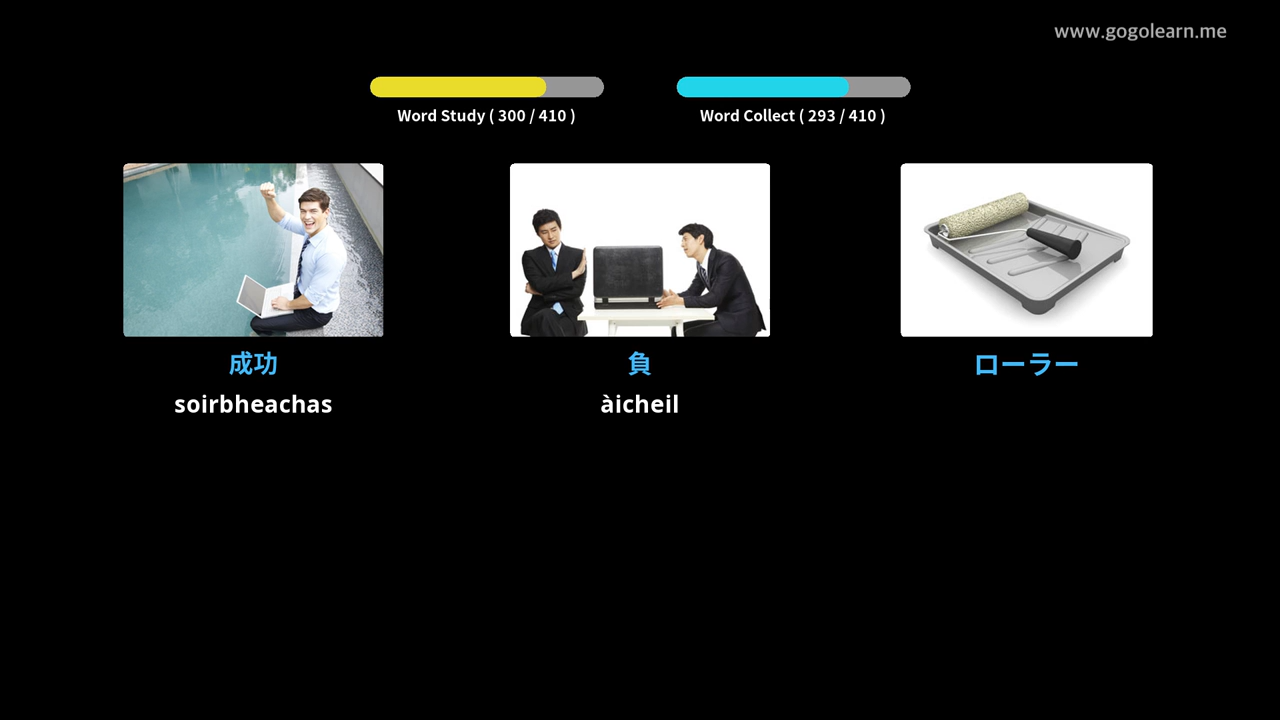 www.gogolearn.me
Word Study ( 300 / 410 )
Word Collect ( 293 / 410 )
成功
負
ローラー
soirbheachas
àicheil